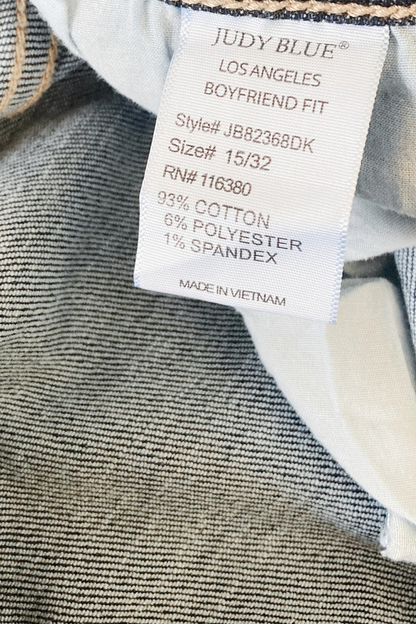 JUDY BLUE®
LOS ANGELES
BOYFRIEND FIT
Style# JB82368DK
Size# 15/32
RN# 116380
93% COTTON
6% POLYESTER
1% SPANDEX
MADE IN VIETNAM